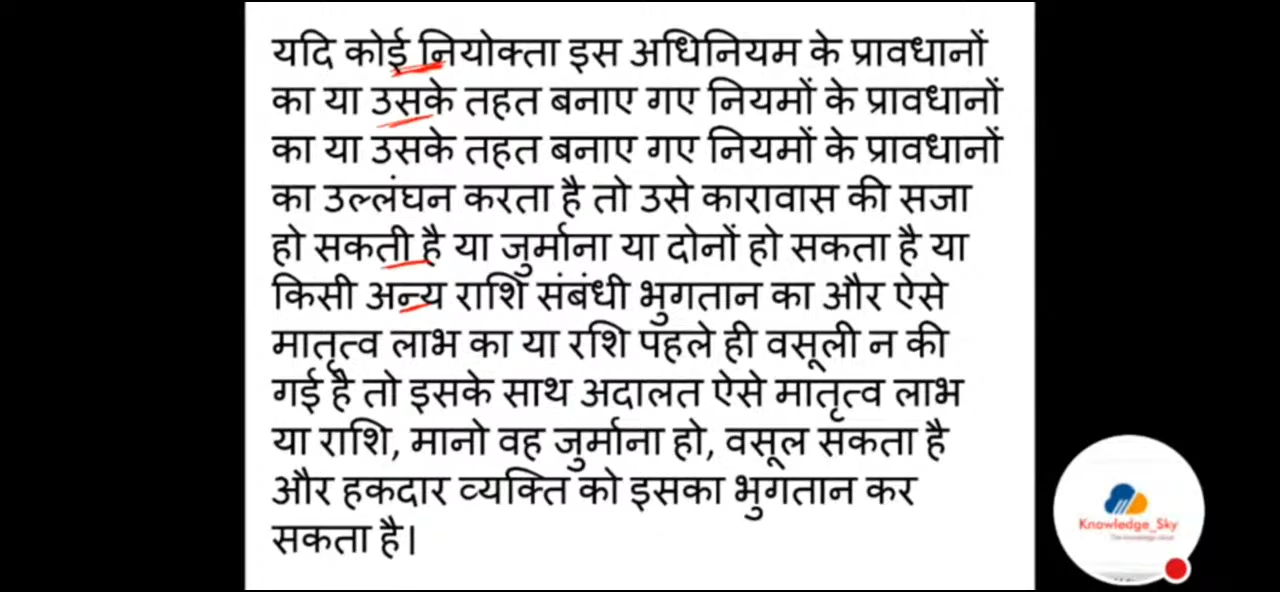 यदि कोई नियोक्ता इस अधिनियम के प्रावधानों
का या उसके तहत बनाए गए नियमों के प्रावधानों
का या उसके तहत बनाए गए नियमों के प्रावधानों
का उल्लंघन करता है तो उसे कारावास की सजा
हो सकती है या जुर्माना या दोनों हो सकता है या
किसी अन्य राशि संबंधी भुगतान का और ऐसे
मातृत्व लाभ का या रशि पहले ही वसूली न की
गई है तो इसके साथ अदालत ऐसे मातृत्व लाभ
या राशि, मानो वह जुर्माना हो, वसूल सकता है
और हकदार व्यक्ति को इसका भुगतान कर
सकता है।
Knowledge_Sky